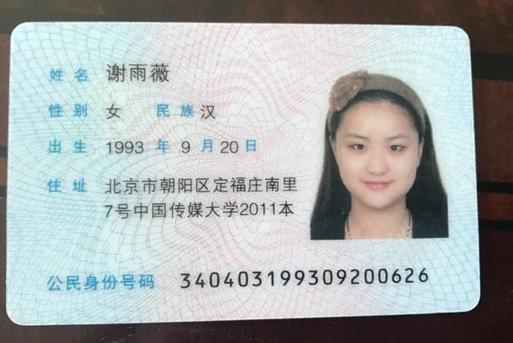 姓名 谢雨薇
性别 女 民族 汉
出生 1993 年 9 月 20 日
住址 北京市朝阳区定福庄南里
7号中国传媒大学2011本
公民身份号码 340403199309200626